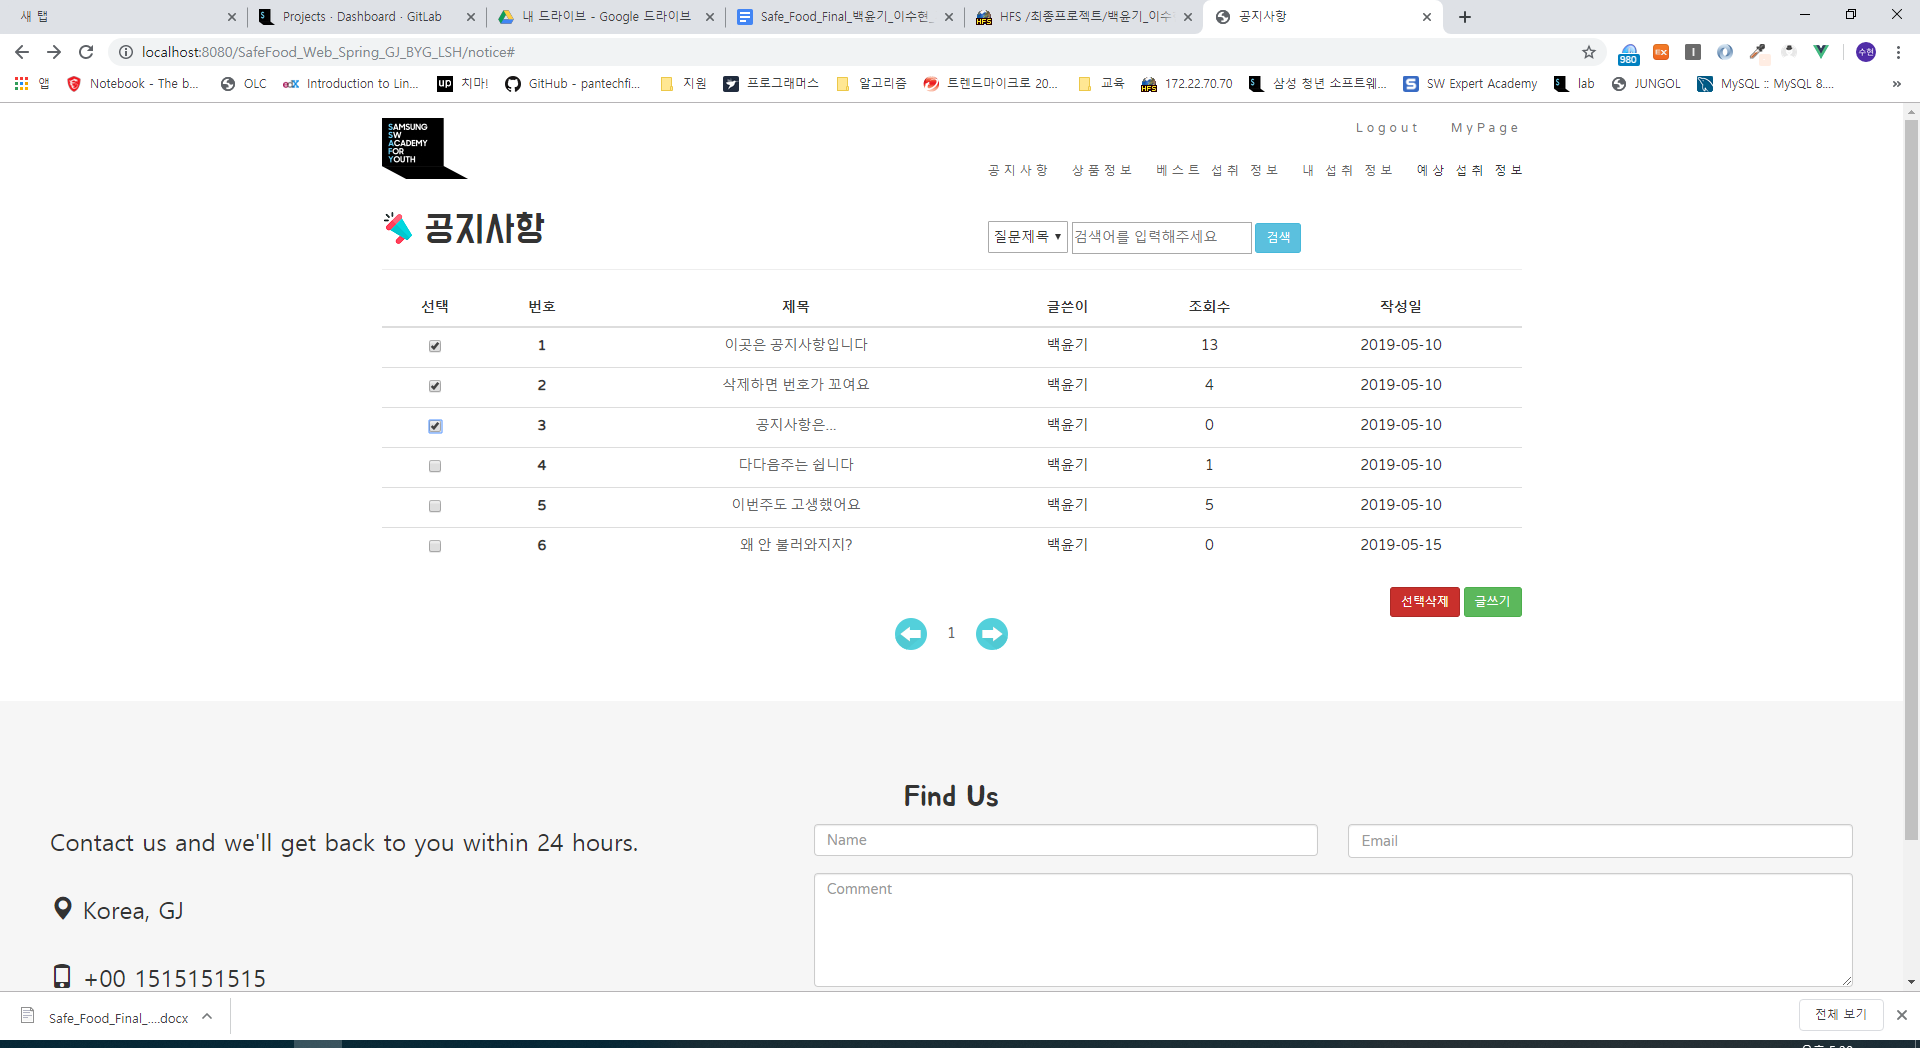 새 탭
Projects · Dashboard · GitLab
내 드라이브 - Google 드라이브
Safe_Food_Final_백윤기_이수헌_
HFS /최종프로젝트/백윤기_이수
공지사항
localhost:8080/SafeFood_Web_Spring_GJ_BYG_LSH/notice#
980
EX
수헌
앱
Notebook - The b...
OLC
edX Introduction to Lin...
up 치마!
GitHub - pantechfi...
지원
프로그래머스
알고리즘
트렌드마이크로 20...
교육
HFS 172.22.70.70
삼성 청년 소프트웨...
SW Expert Academy
lab
JUNGOL
MySQL :: MySQL 8....
»
SAMSUNG
SW
ACADEMY
FOR
YOUTH
Logout MyPage
공지사항 상품정보 베스트 섭취 정보 내 섭취 정보 예상 섭취 정보
공지사항
질문제목 검색어를 입력해주세요 검색
선택 번호 제목 글쓴이 조회수 작성일
1 이곳은 공지사항입니다 백윤기 13 2019-05-10
2 삭제하면 번호가 꼬여요 백윤기 4 2019-05-10
3 공지사항은... 백윤기 0 2019-05-10
4 다다음주는 쉽니다 백윤기 1 2019-05-10
5 이번주도 고생했어요 백윤기 5 2019-05-10
6 왜 안 불러와지지? 백윤기 0 2019-05-15
선택삭제 글쓰기
1
Find Us
Contact us and we'll get back to you within 24 hours.
Name
Email
Comment
Korea, GJ
+00 1515151515
Safe_Food_Final_....docx
전체 보기